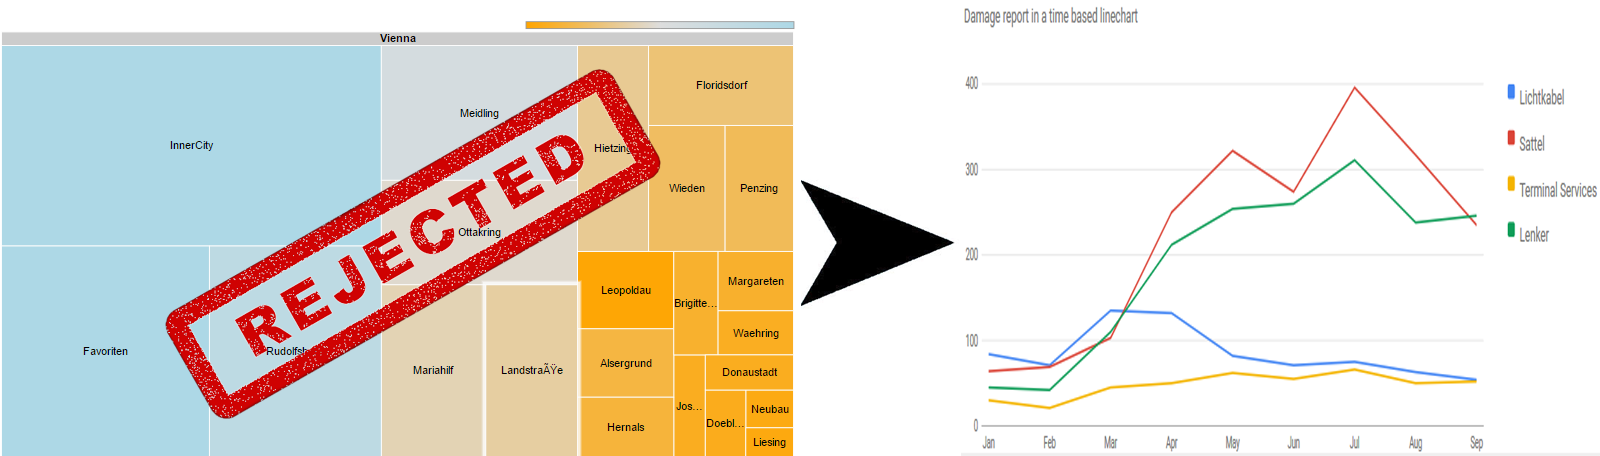 Vienna
InnerCity
Meidling
Hietzing
Floridsdorf
Wieden
Penzing
Ottakring
REJECTED
Favoriten
Rudolfsh
Mariahilf
LandstraÃŸe
Leopoldau
Brigitte...
Margareten
Waehring
Alsergrund
Donaustadt
Hernals
Jos...
Doebl...
Neubau
Liesing
Damage report in a time based linechart
400
300
200
100
0
Jan Feb Mar Apr May Jun Jul Aug Sep
Lichtkabel
Sattel
Terminal Services
Lenker